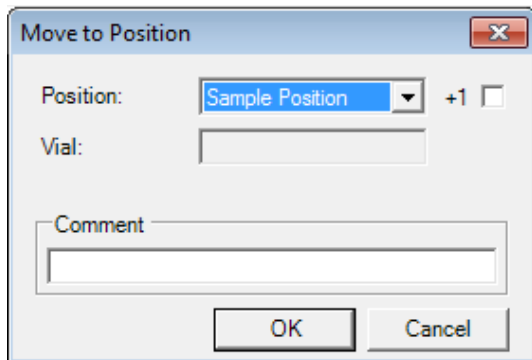 Move to Position
Position: Sample Position +1
Vial:
Comment
OK Cancel